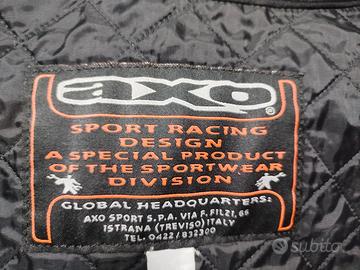 axo®
SPORT RACING
DESIGN
A SPECIAL PRODUCT
OF THE SPORTWEAR
DIVISION
GLOBAL HEADQUARTERS:
AXO SPORT S.P.A. VIA F. FILZI, 66
ISTRANA (TREVISO) ITALY
TEL. 0422/832300
subito